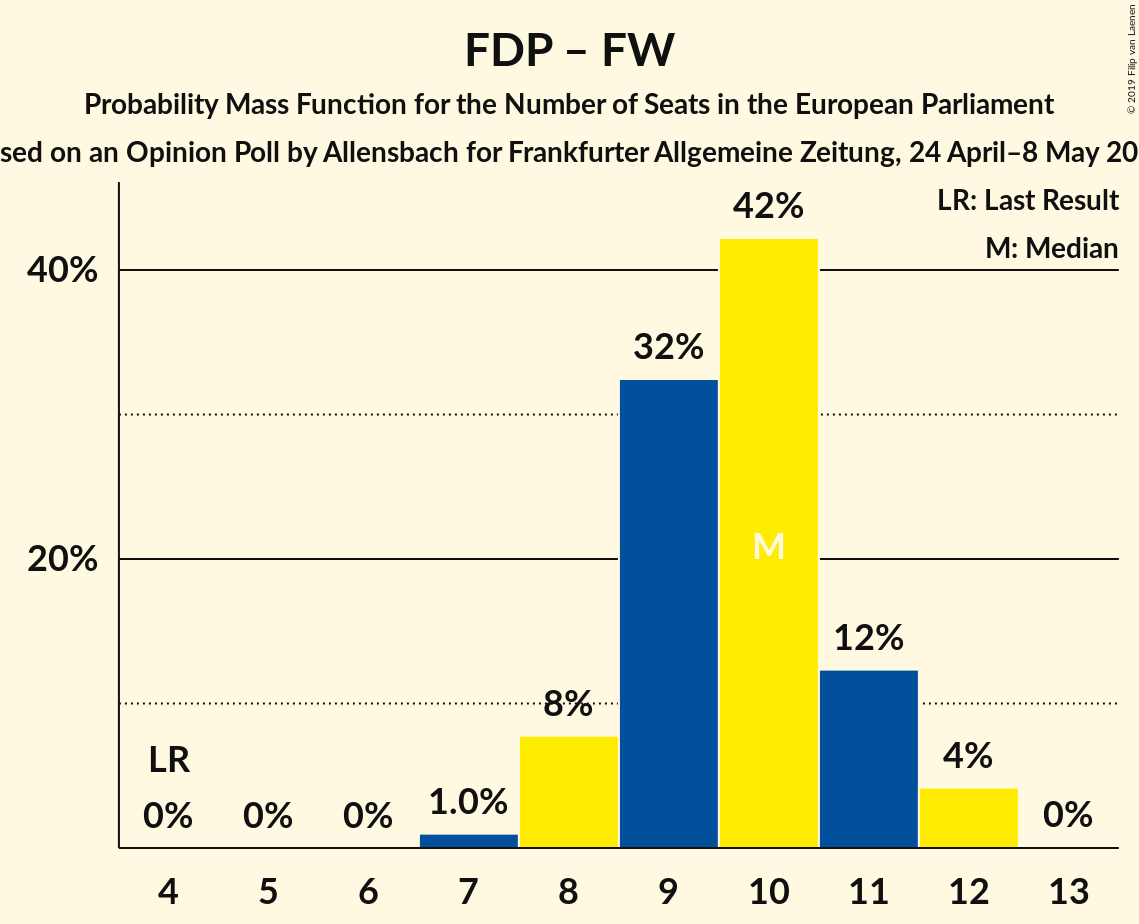 FDP – FW
Probability Mass Function for the Number of Seats in the European Parliament
sed on an Opinion Poll by Allensbach for Frankfurter Allgemeine Zeitung, 24 April–8 May 20
© 2019 Filip van Laenen
LR: Last Result
M: Median
42%
40%
32%
M
20%
12%
8%
LR
4%
1.0%
0% 0% 0% 0%
4 5 6 7 8 9 10 11 12 13